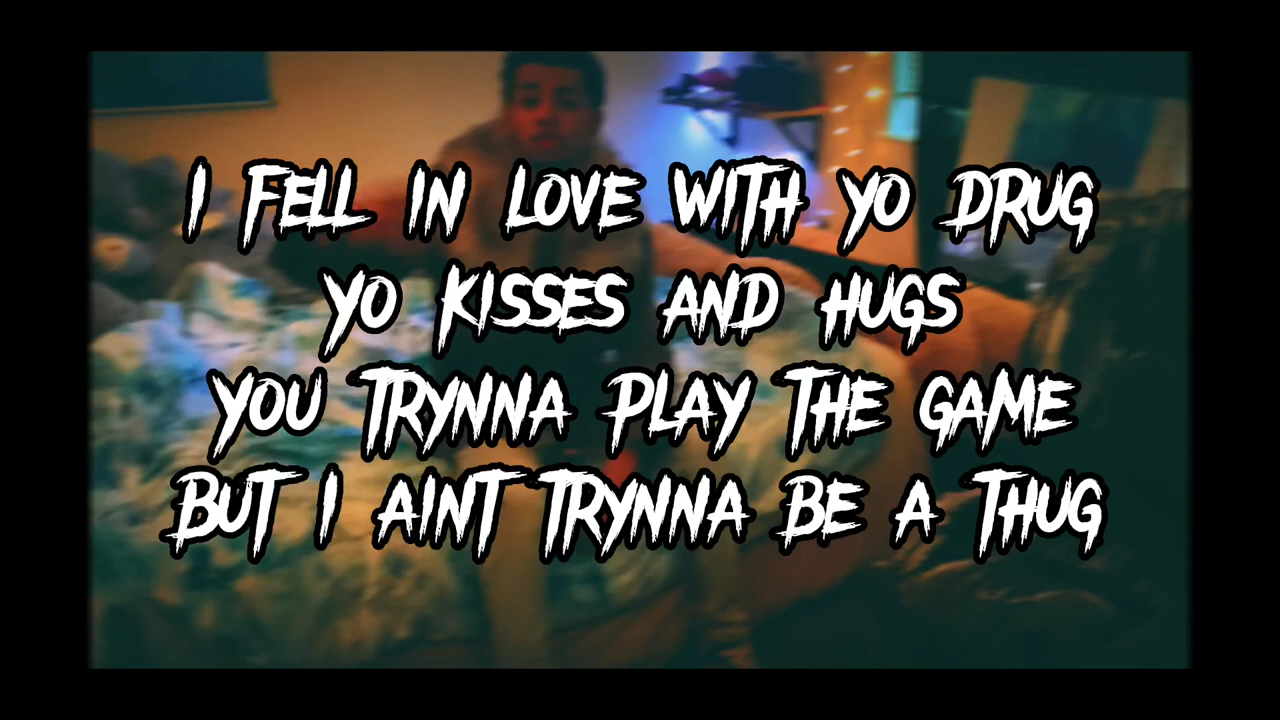 I FELL IN LOVE WITH YO DRUG
YO KISSES AND HUGS
YOU TRYNNA PLAY THE GAME
BUT I AINT TRYNNA BE A THUG